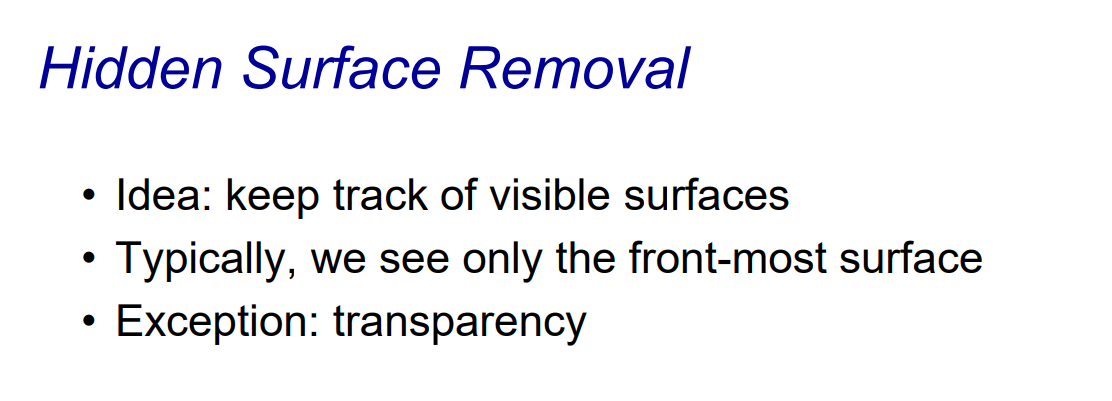 Hidden Surface Removal
• Idea: keep track of visible surfaces
• Typically, we see only the front-most surface
• Exception: transparency